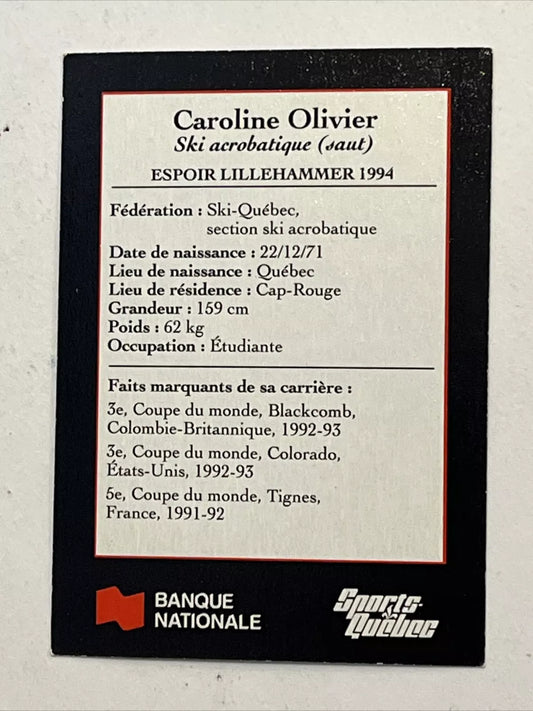 Caroline Olivier
Ski acrobatique (saut)
ESPOIR LILLEHAMMER 1994
Fédération : Ski-Québec,
section ski acrobatique
Date de naissance : 22/12/71
Lieu de naissance : Québec
Lieu de résidence : Cap-Rouge
Grandeur : 159 cm
Poids : 62 kg
Occupation : Étudiante
Faits marquants de sa carrière :
3e, Coupe du monde, Blackcomb,
Colombie-Britannique, 1992-93
3e, Coupe du monde, Colorado,
États-Unis, 1992-93
5e, Coupe du monde, Tignes,
France, 1991-92
BANQUE
NATIONALE
Sports-
Québec